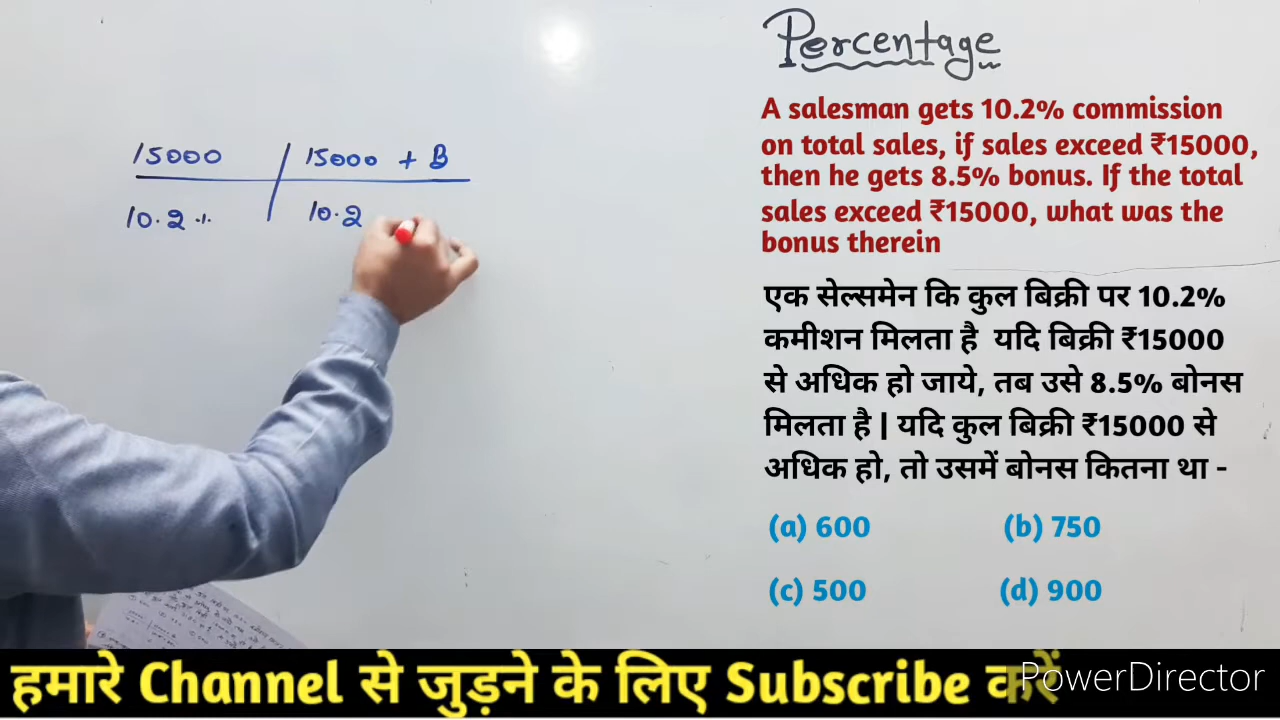 Percentage
A salesman gets 10.2% commission
on total sales, if sales exceed ₹15000,
then he gets 8.5% bonus. If the total
sales exceed ₹15000, what was the
bonus therein
एक सेल्समेन कि कुल बिक्री पर 10.2%
कमीशन मिलता है यदि बिक्री ₹15000
से अधिक हो जाये, तब उसे 8.5% बोनस
मिलता है | यदि कुल बिक्री ₹15000 से
अधिक हो, तो उसमें बोनस कितना था -
(a) 600 (b) 750
(c) 500 (d) 900
15000 15000 + B
10.2 % 10.2
हमारे Channel से जुड़ने के लिए Subscribe करें
PowerDirector